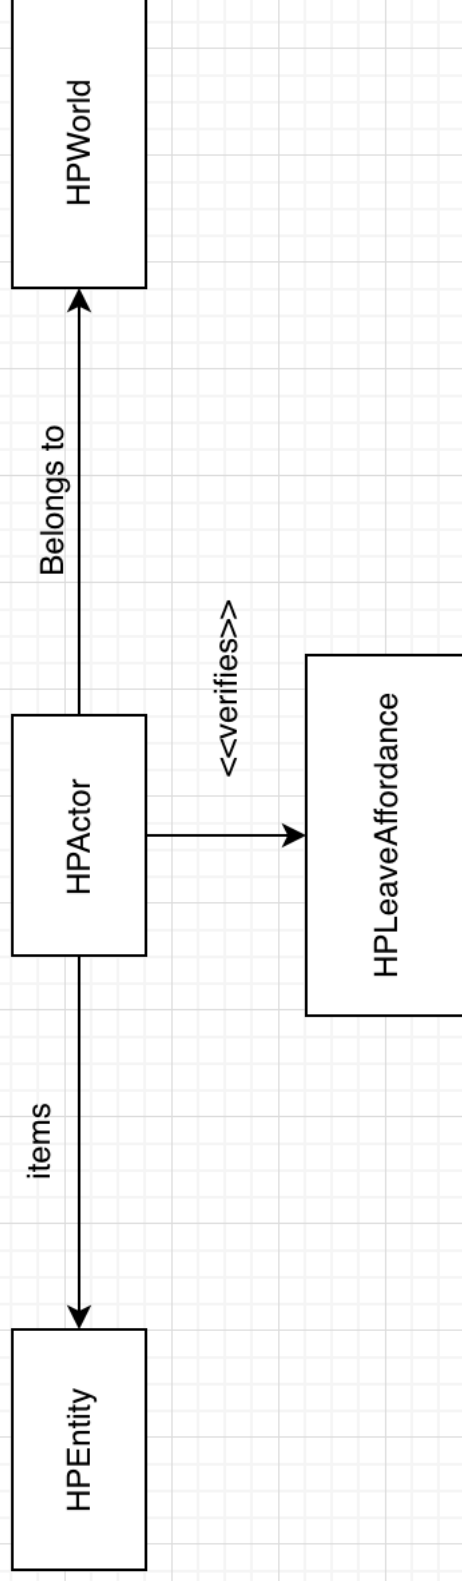 items
Belongs to
HPEntity
HPActor
HPWorld
<<verifies>>
HPLeaveAffordance